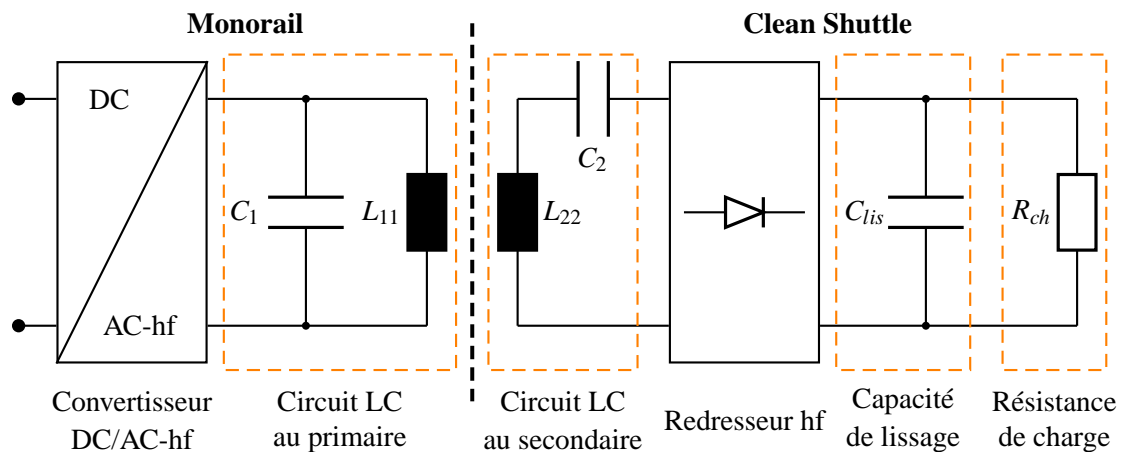 Monorail
Clean Shuttle
DC
AC-hf
C1
L11
L22
C2
Clis
Rch
Convertisseur
DC/AC-hf
Circuit LC
au primaire
Circuit LC
au secondaire
Redresseur hf
Capacité
de lissage
Résistance
de charge